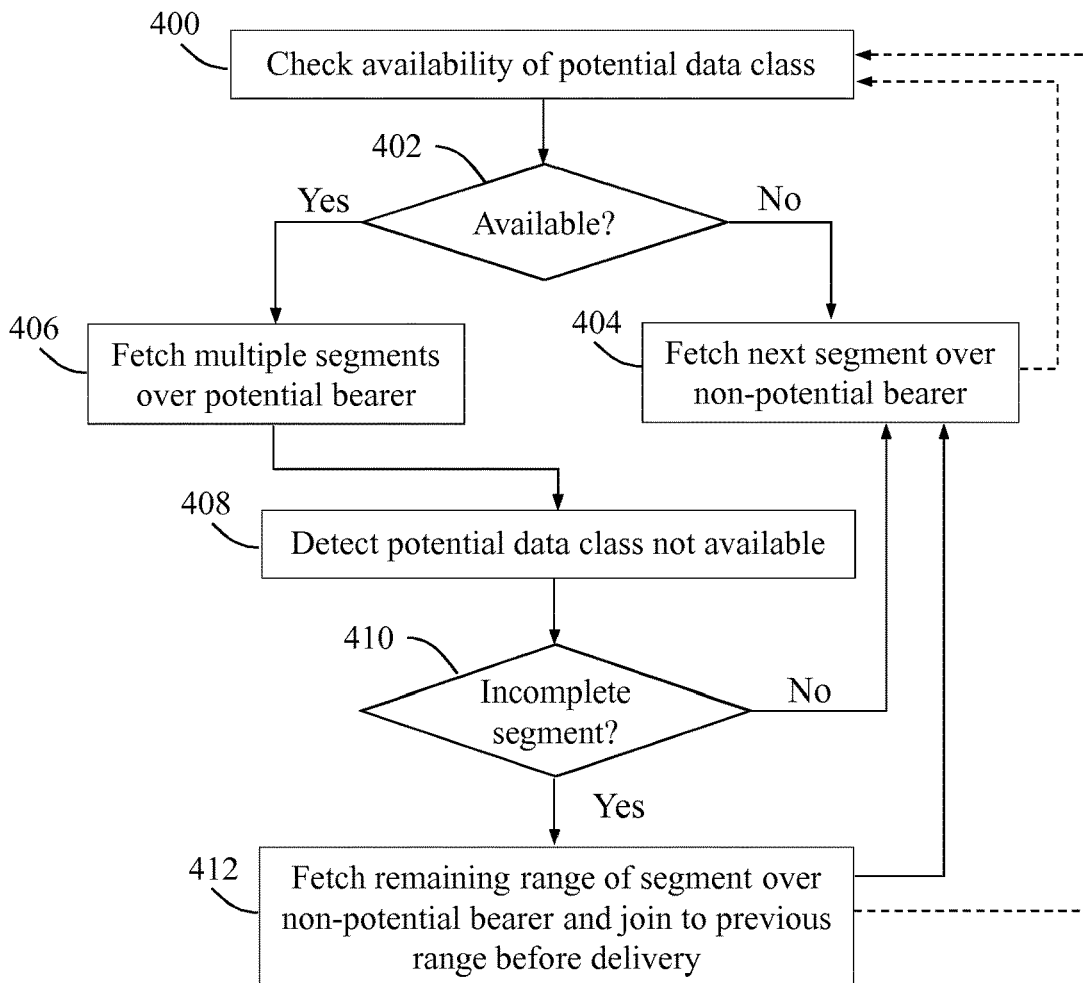 400
Check availability of potential data class
402
Yes
No
Available?
406
404
Fetch multiple segments
over potential bearer
Fetch next segment over
non-potential bearer
408
Detect potential data class not available
410
Incomplete
segment?
No
Yes
412
Fetch remaining range of segment over
non-potential bearer and join to previous
range before delivery